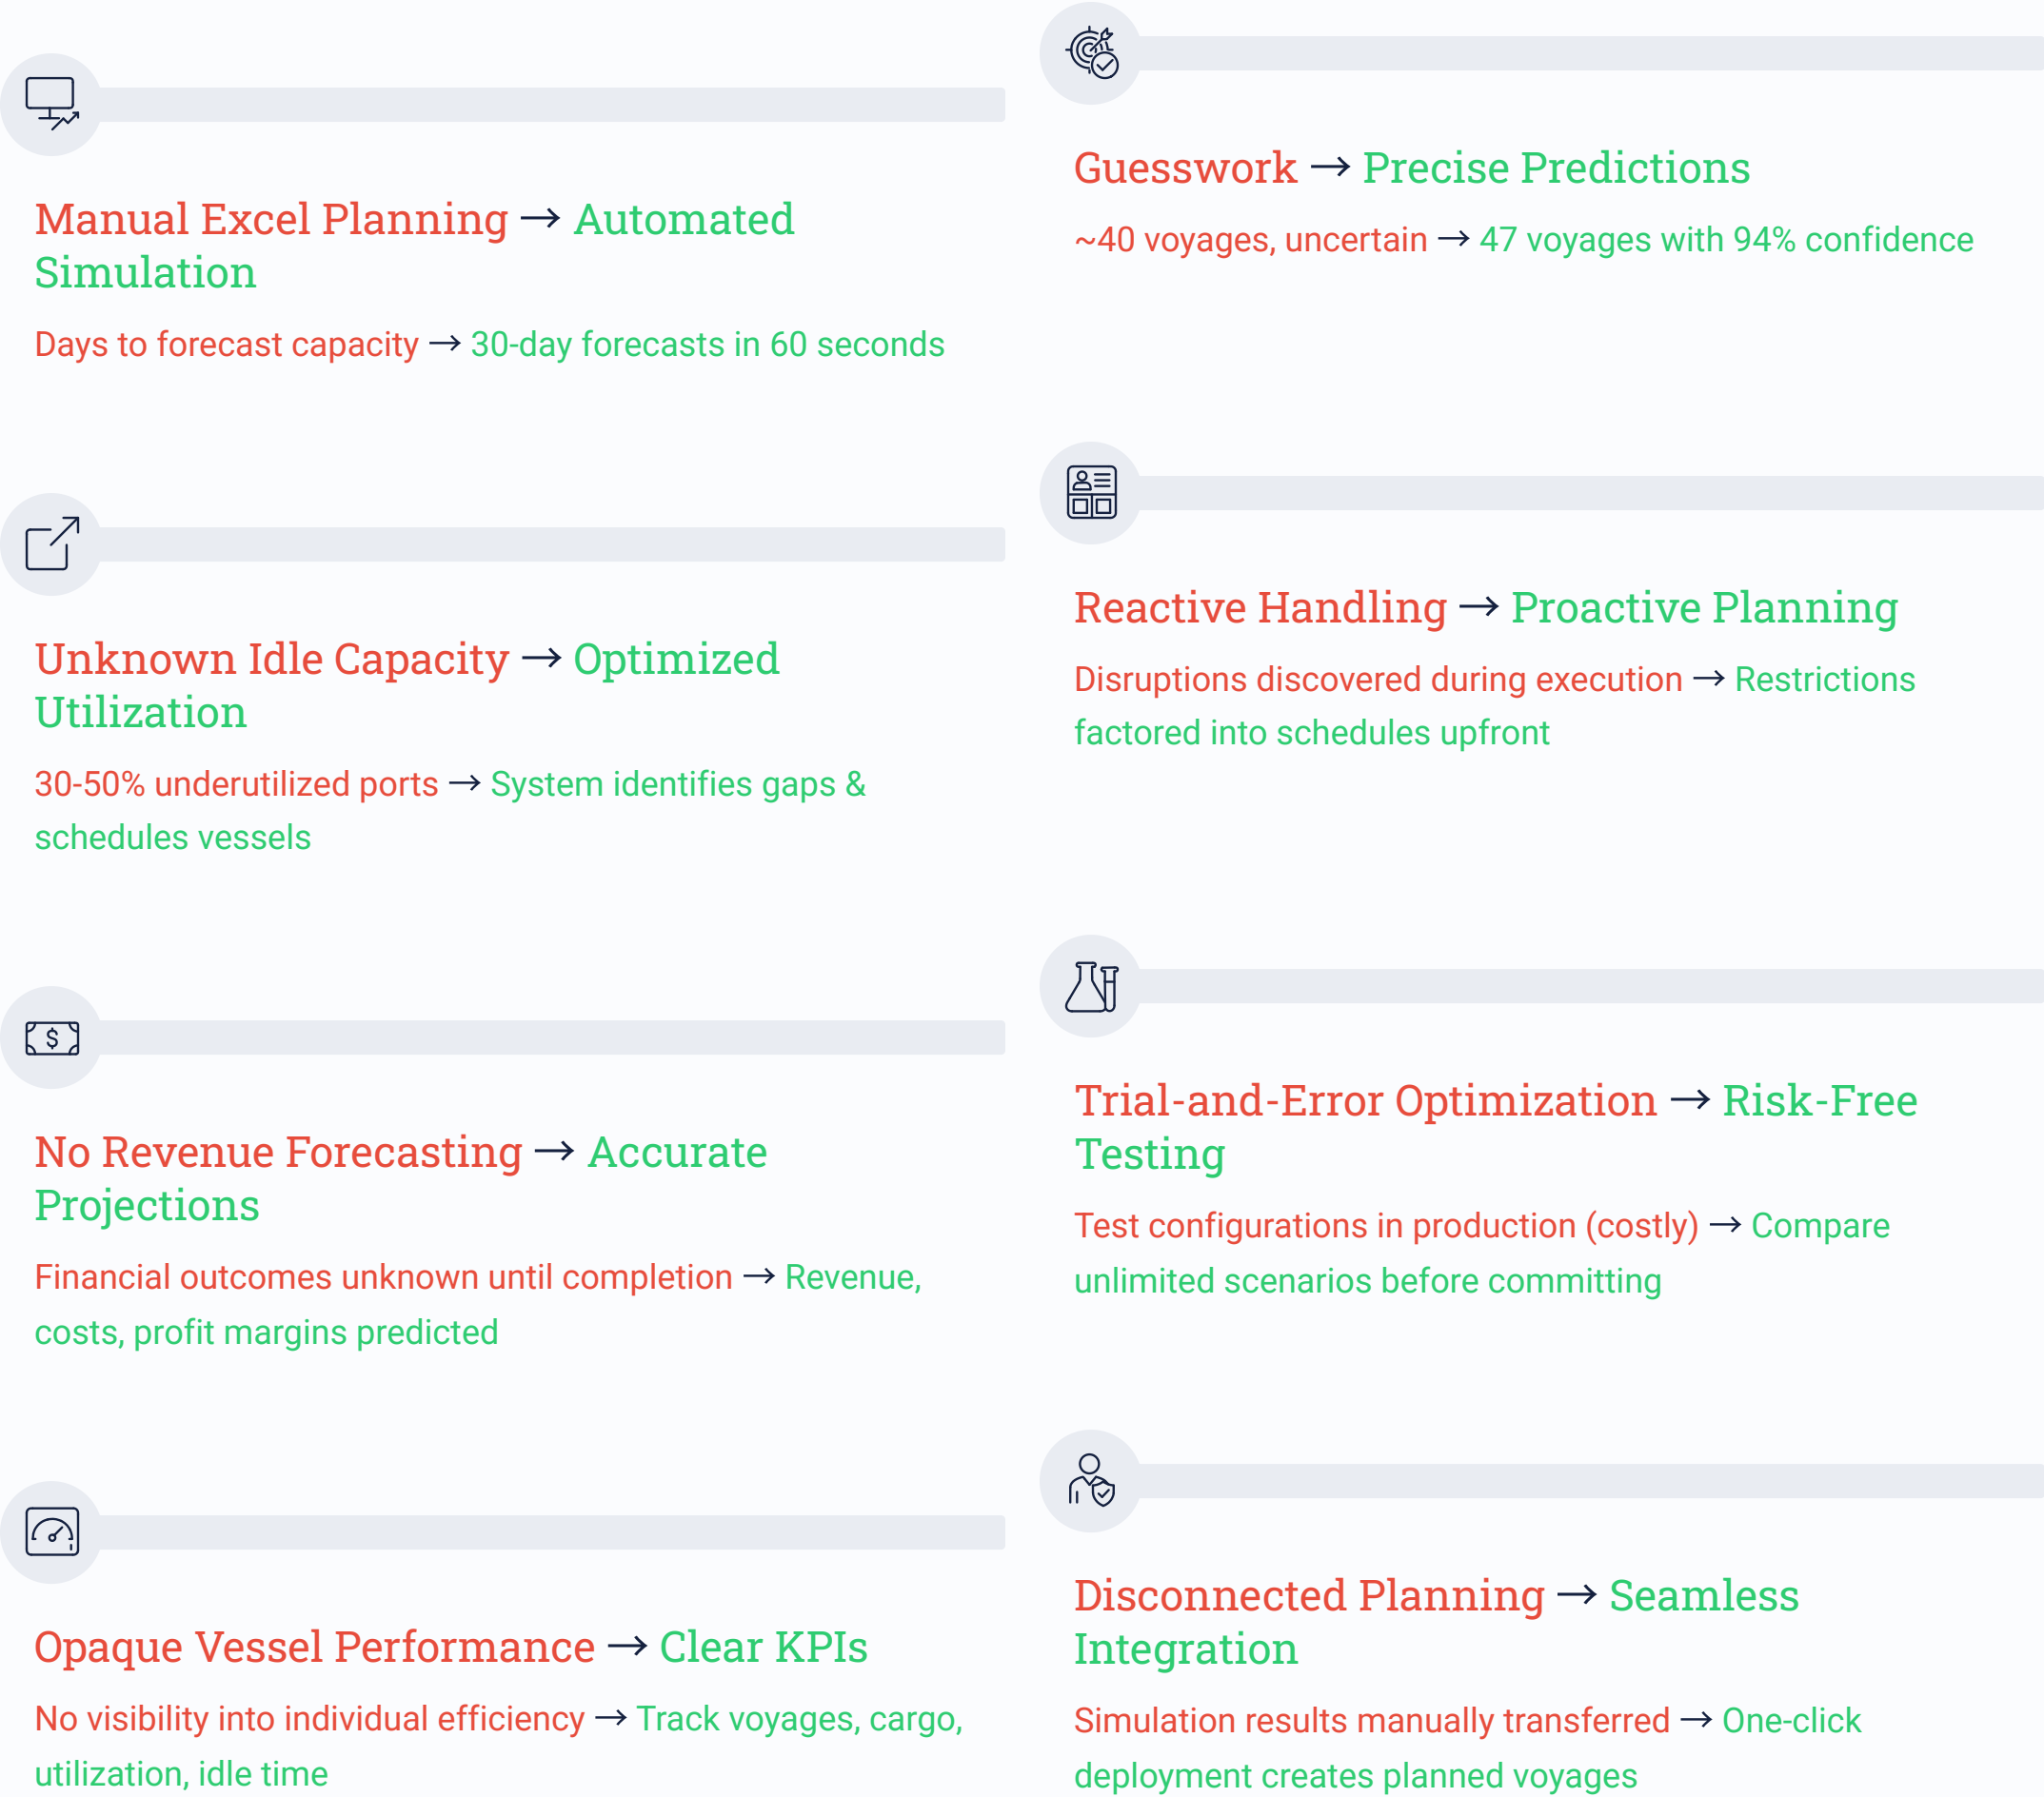 Manual Excel Planning → Automated
Simulation
Days to forecast capacity → 30-day forecasts in 60 seconds
Guesswork → Precise Predictions
~40 voyages, uncertain → 47 voyages with 94% confidence
Unknown Idle Capacity → Optimized
Utilization
30-50% underutilized ports → System identifies gaps &
schedules vessels
Reactive Handling → Proactive Planning
Disruptions discovered during execution → Restrictions
factored into schedules upfront
$
No Revenue Forecasting → Accurate
Projections
Financial outcomes unknown until completion → Revenue,
costs, profit margins predicted
Trial-and-Error Optimization → Risk-Free
Testing
Test configurations in production (costly) → Compare
unlimited scenarios before committing
Opaque Vessel Performance → Clear KPIs
No visibility into individual efficiency → Track voyages, cargo,
utilization, idle time
Disconnected Planning → Seamless
Integration
Simulation results manually transferred → One-click
deployment creates planned voyages